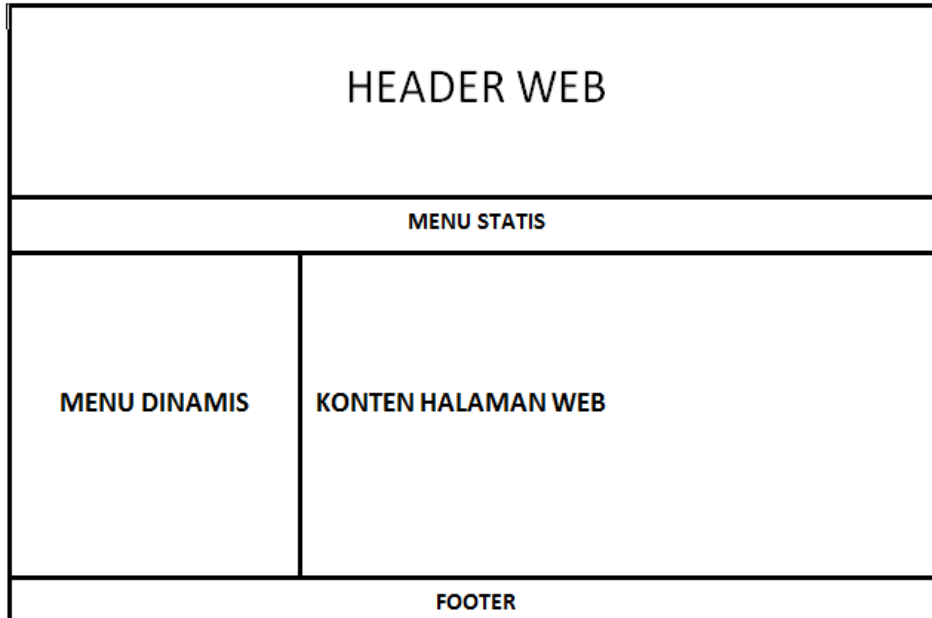 HEADER WEB
MENU STATIS
MENU DINAMIS
KONTEN HALAMAN WEB
FOOTER